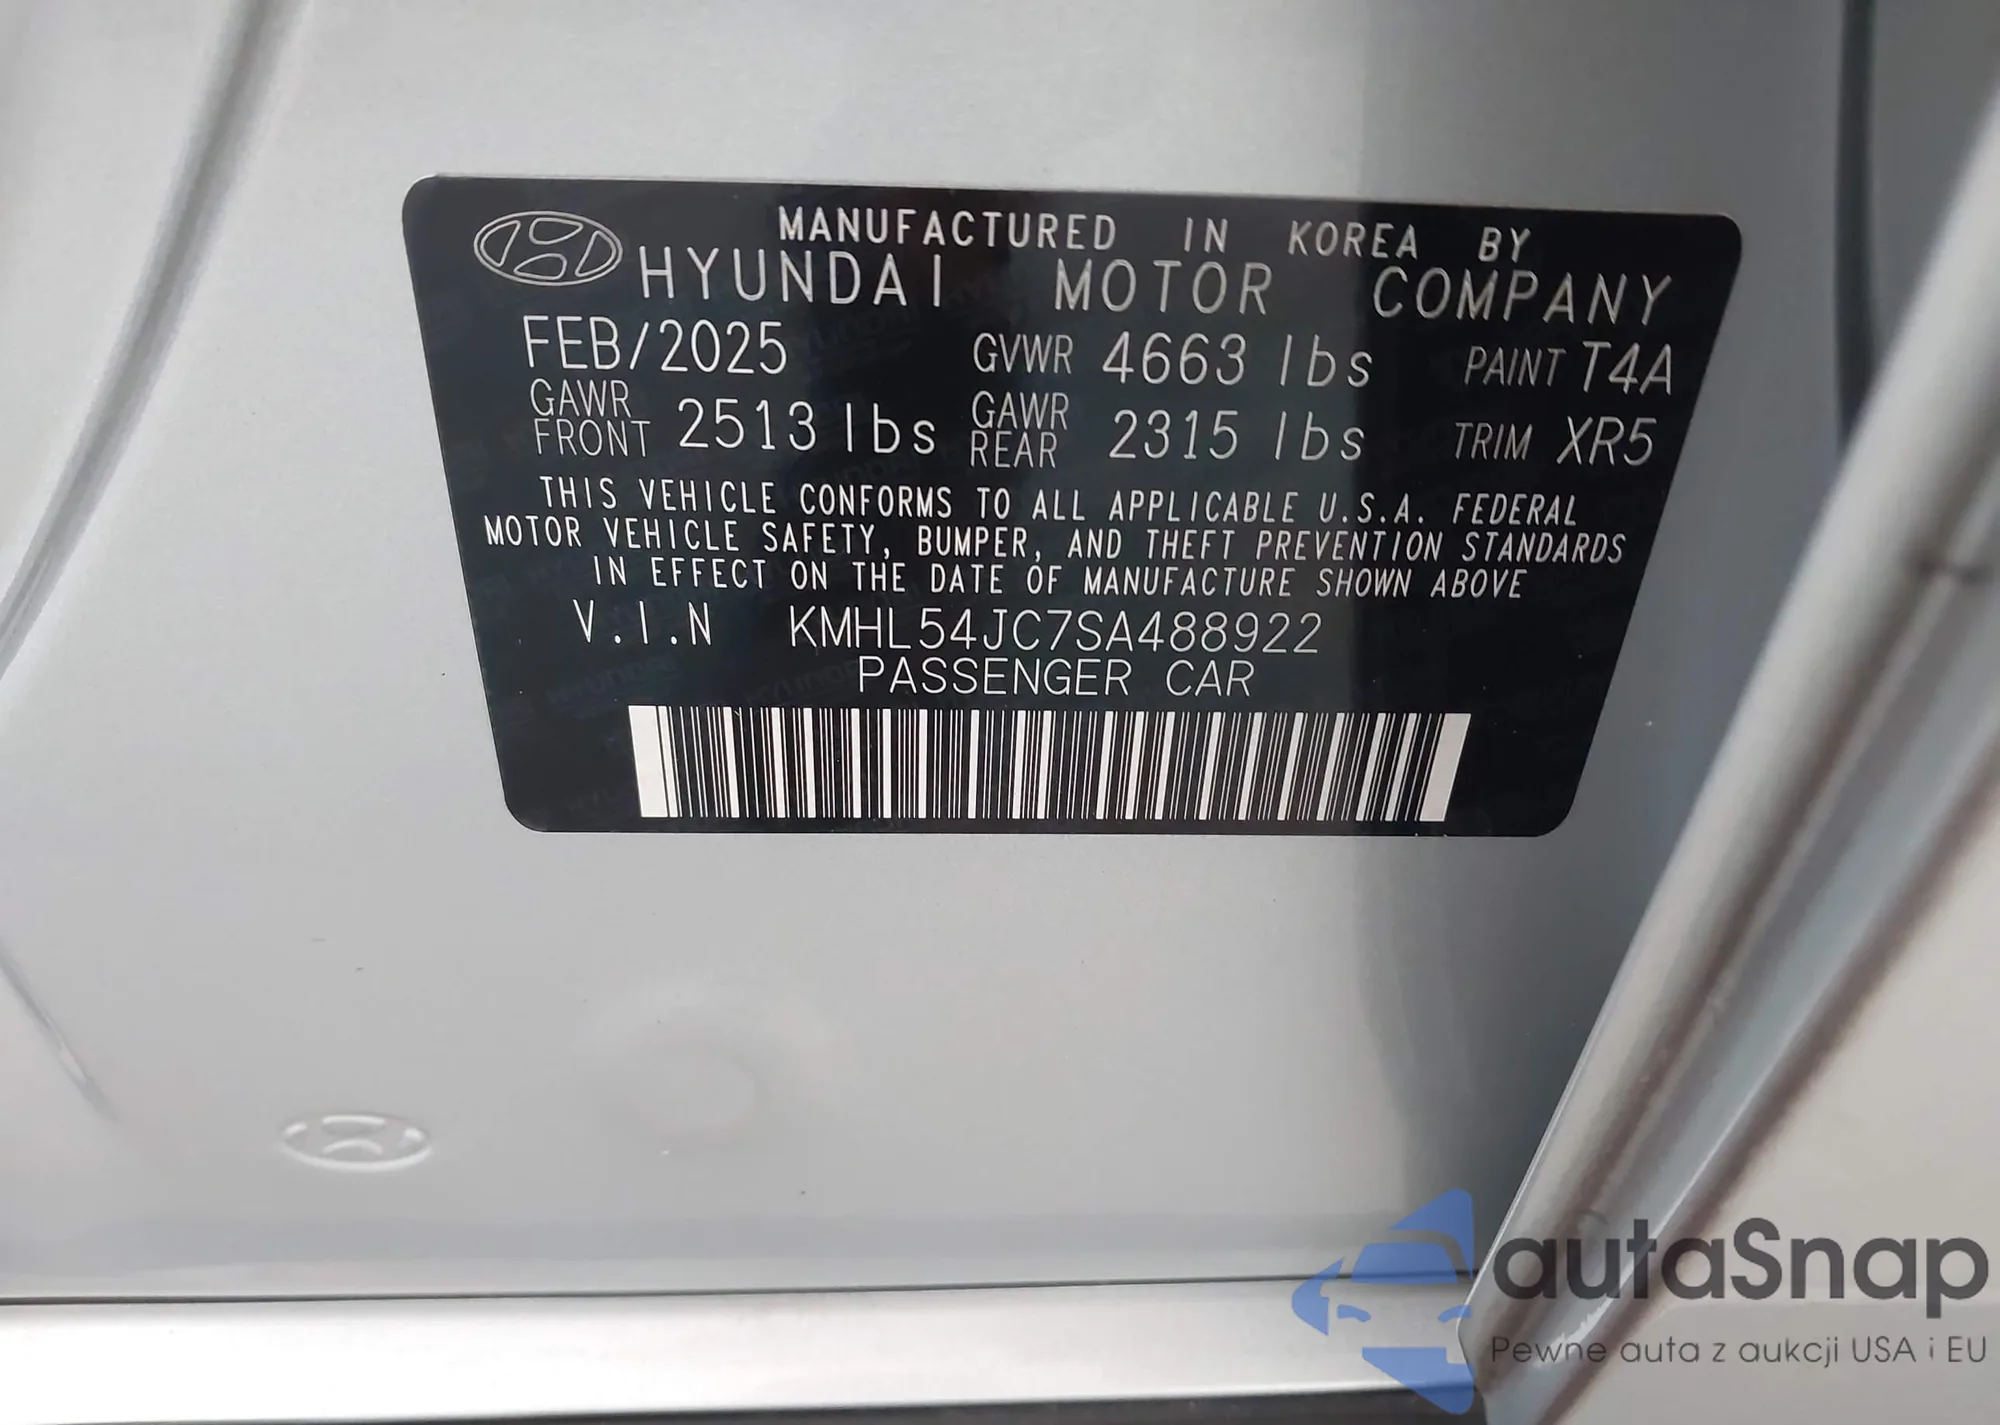 MANUFACTURED IN KOREA BY
HYUNDAI MOTOR COMPANY
FEB/2025 GVWR 4663 lbs PAINT T4A
GAWR FRONT 2513 lbs GAWR REAR 2315 lbs TRIM XR5
THIS VEHICLE CONFORMS TO ALL APPLICABLE U.S.A. FEDERAL
MOTOR VEHICLE SAFETY, BUMPER, AND THEFT PREVENTION STANDARDS
IN EFFECT ON THE DATE OF MANUFACTURE SHOWN ABOVE
V.I.N KMHL54JC7SA488922
PASSENGER CAR
autaSnap
Pewne auta z aukcji USA i EU